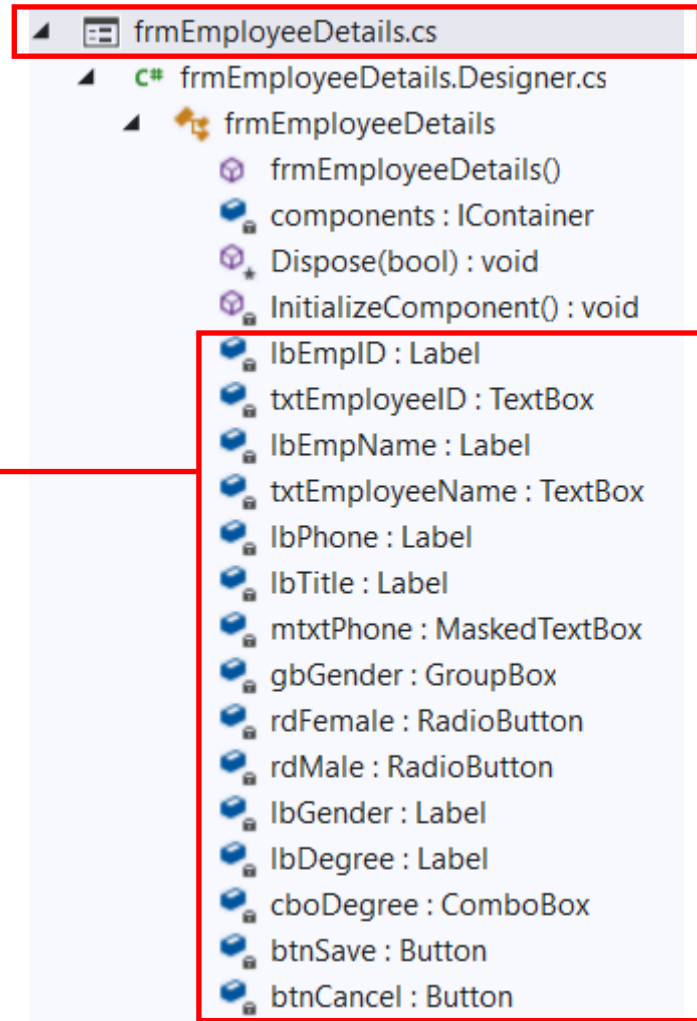 frmEmployeeDetails.cs
C# frmEmployeeDetails.Designer.cs
frmEmployeeDetails
frmEmployeeDetails()
components : IContainer
Dispose(bool) : void
InitializeComponent() : void
lbEmpID : Label
txtEmployeeID : TextBox
lbEmpName : Label
txtEmployeeName : TextBox
lbPhone : Label
lbTitle : Label
mtxtPhone : MaskedTextBox
gbGender : GroupBox
rdFemale : RadioButton
rdMale : RadioButton
lbGender : Label
lbDegree : Label
cboDegree : ComboBox
btnSave : Button
btnCancel : Button